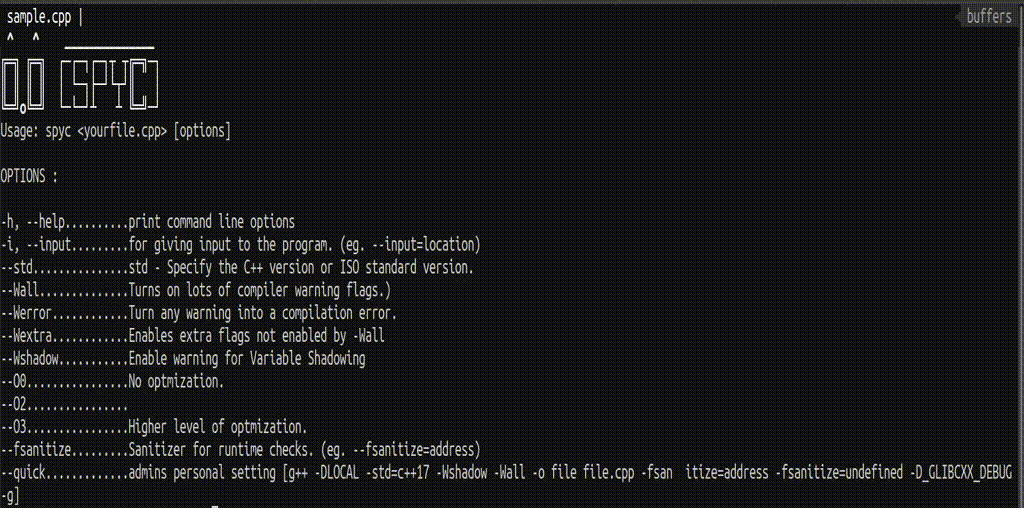 sample.cpp |
buffers
^ ^
0.0 [SPYC]
Usage: spyc <yourfile.cpp> [options]
OPTIONS :
-h, --help..........print command line options
-i, --input.........for giving input to the program. (eg. --input=location)
--std...............std - Specify the C++ version or ISO standard version.
--Wall..............Turns on lots of compiler warning flags.)
--Werror............Turn any warning into a compilation error.
--Wextra............Enables extra flags not enabled by -Wall
--Wshadow...........Enable warning for Variable Shadowing
--O0................No optmization.
--O2................
--O3................Higher level of optmization.
--fsanitize.........Sanitizer for runtime checks. (eg. --fsanitize=address)
--quick.............admins personal setting [g++ -DLOCAL -std=c++17 -Wshadow -Wall -o file file.cpp -fsan  itize=address -fsanitize=undefined -D_GLIBCXX_DEBUG
-g]